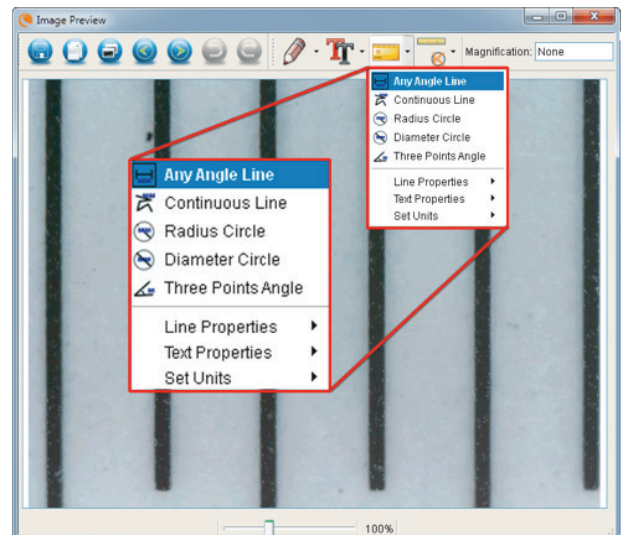 Image Preview
Magnification: None
Any Angle Line
Continuous Line
Radius Circle
Diameter Circle
Three Points Angle
Line Properties
Text Properties
Set Units
Any Angle Line
Continuous Line
Radius Circle
Diameter Circle
Three Points Angle
Line Properties
Text Properties
Set Units
100%